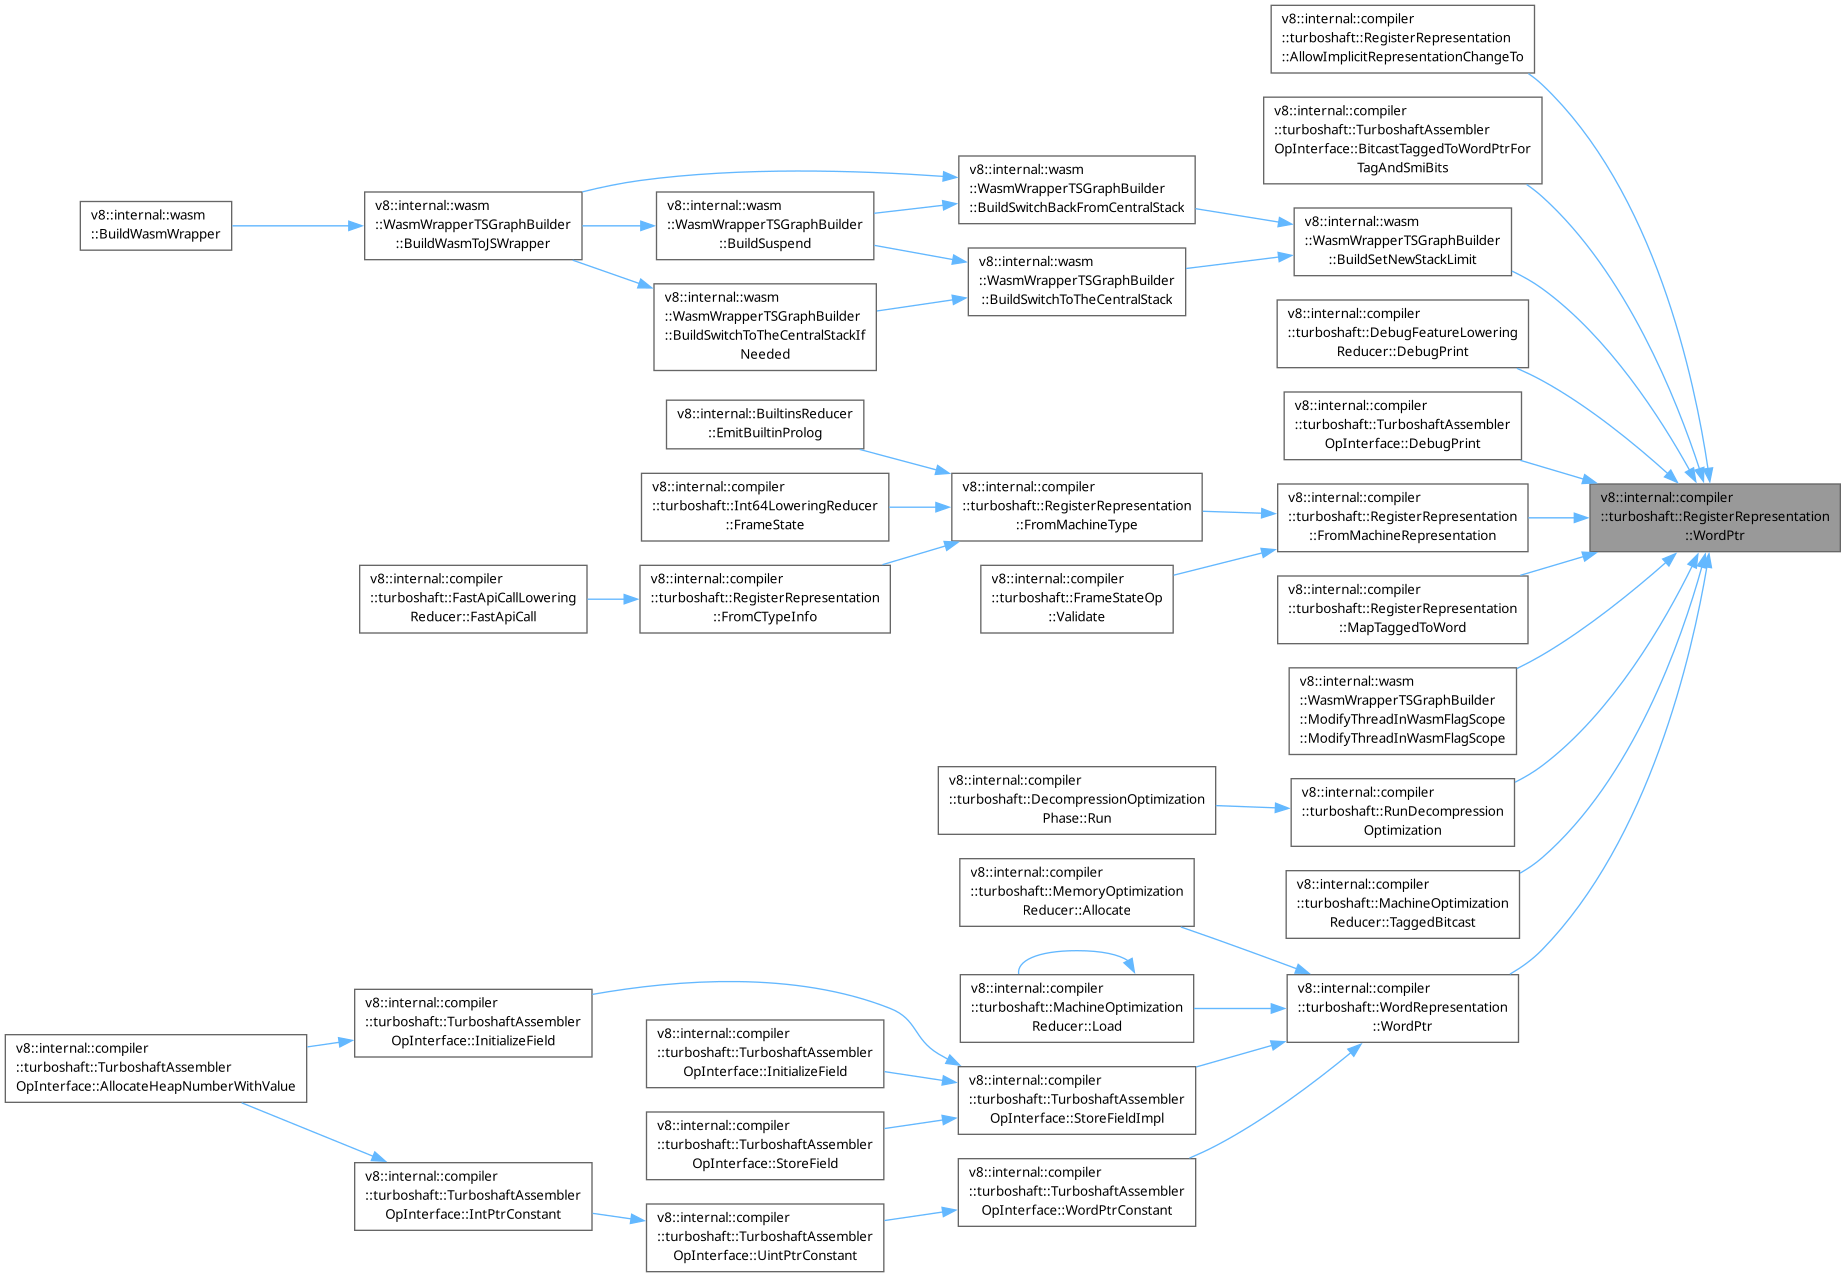 v8::internal::compiler
::turboshaft::RegisterRepresentation
::AllowImplicitRepresentationChangeTo
v8::internal::compiler
::turboshaft::TurboshaftAssembler
OpInterface::BitcastTaggedToWordPtrFor
TagAndSmiBits
v8::internal::wasm
::WasmWrapperTSGraphBuilder
::BuildSwitchBackFromCentralStack
v8::internal::wasm
::BuildWasmWrapper
v8::internal::wasm
::WasmWrapperTSGraphBuilder
::BuildWasmToJSWrapper
v8::internal::wasm
::WasmWrapperTSGraphBuilder
::BuildSuspend
v8::internal::wasm
::WasmWrapperTSGraphBuilder
::BuildSetNewStackLimit
v8::internal::wasm
::WasmWrapperTSGraphBuilder
::BuildSwitchToTheCentralStack
v8::internal::wasm
::WasmWrapperTSGraphBuilder
::BuildSwitchToTheCentralStackIf
Needed
v8::internal::compiler
::turboshaft::DebugFeatureLowering
Reducer::DebugPrint
v8::internal::BuiltinsReducer
::EmitBuiltinProlog
v8::internal::compiler
::turboshaft::TurboshaftAssembler
OpInterface::DebugPrint
v8::internal::compiler
::turboshaft::Int64LoweringReducer
::FrameState
v8::internal::compiler
::turboshaft::RegisterRepresentation
::FromMachineType
v8::internal::compiler
::turboshaft::RegisterRepresentation
::FromMachineRepresentation
v8::internal::compiler
::turboshaft::RegisterRepresentation
::WordPtr
v8::internal::compiler
::turboshaft::FastApiCallLowering
Reducer::FastApiCall
v8::internal::compiler
::turboshaft::RegisterRepresentation
::FromCTypeInfo
v8::internal::compiler
::turboshaft::FrameStateOp
::Validate
v8::internal::compiler
::turboshaft::RegisterRepresentation
::MapTaggedToWord
v8::internal::wasm
::WasmWrapperTSGraphBuilder
::ModifyThreadInWasmFlagScope
::ModifyThreadInWasmFlagScope
v8::internal::compiler
::turboshaft::DecompressionOptimization
Phase::Run
v8::internal::compiler
::turboshaft::RunDecompression
Optimization
v8::internal::compiler
::turboshaft::MemoryOptimization
Reducer::Allocate
v8::internal::compiler
::turboshaft::MachineOptimization
Reducer::TaggedBitcast
v8::internal::compiler
::turboshaft::MachineOptimization
Reducer::Load
v8::internal::compiler
::turboshaft::WordRepresentation
::WordPtr
v8::internal::compiler
::turboshaft::TurboshaftAssembler
OpInterface::InitializeField
v8::internal::compiler
::turboshaft::TurboshaftAssembler
OpInterface::AllocateHeapNumberWithValue
v8::internal::compiler
::turboshaft::TurboshaftAssembler
OpInterface::InitializeField
v8::internal::compiler
::turboshaft::TurboshaftAssembler
OpInterface::StoreFieldImpl
v8::internal::compiler
::turboshaft::TurboshaftAssembler
OpInterface::StoreField
v8::internal::compiler
::turboshaft::TurboshaftAssembler
OpInterface::IntPtrConstant
v8::internal::compiler
::turboshaft::TurboshaftAssembler
OpInterface::WordPtrConstant
v8::internal::compiler
::turboshaft::TurboshaftAssembler
OpInterface::UintPtrConstant